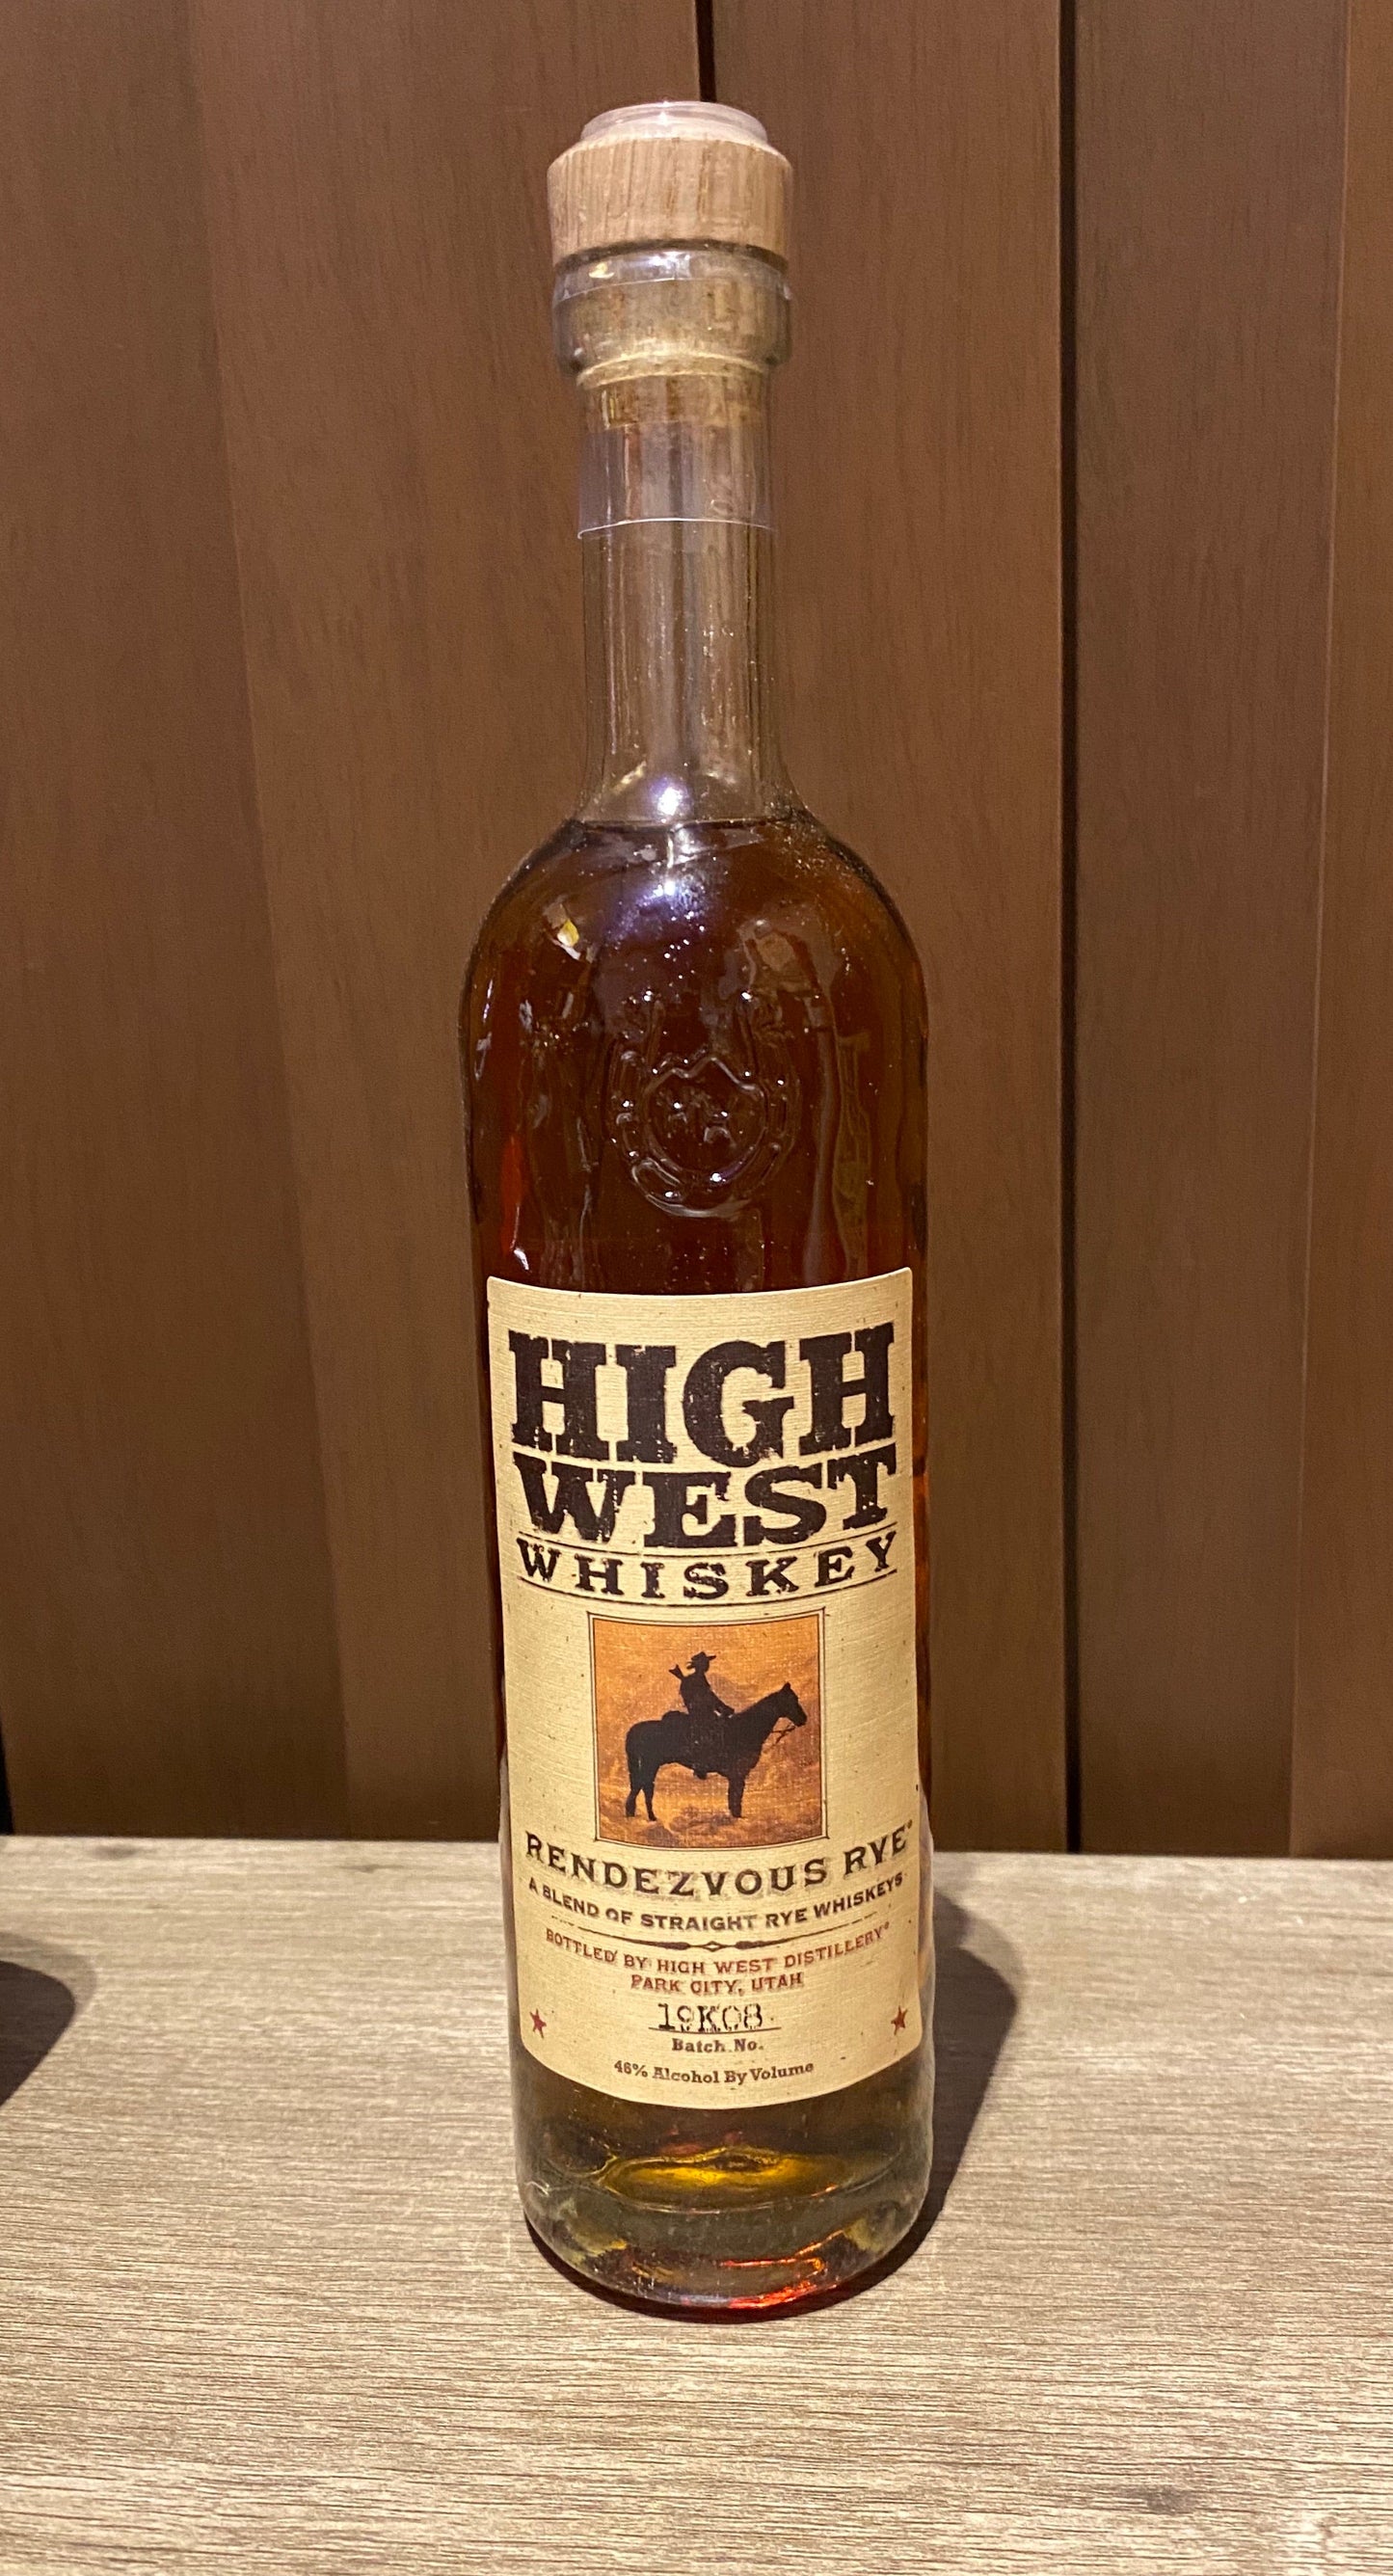 HIGH
WEST
WHISKEY
RENDEZVOUS RYE®
A BLEND OF STRAIGHT RYE WHISKEYS
BOTTLED BY HIGH WEST DISTILLERY®
PARK CITY, UTAH
19K08
Batch No.
46% Alcohol By Volume